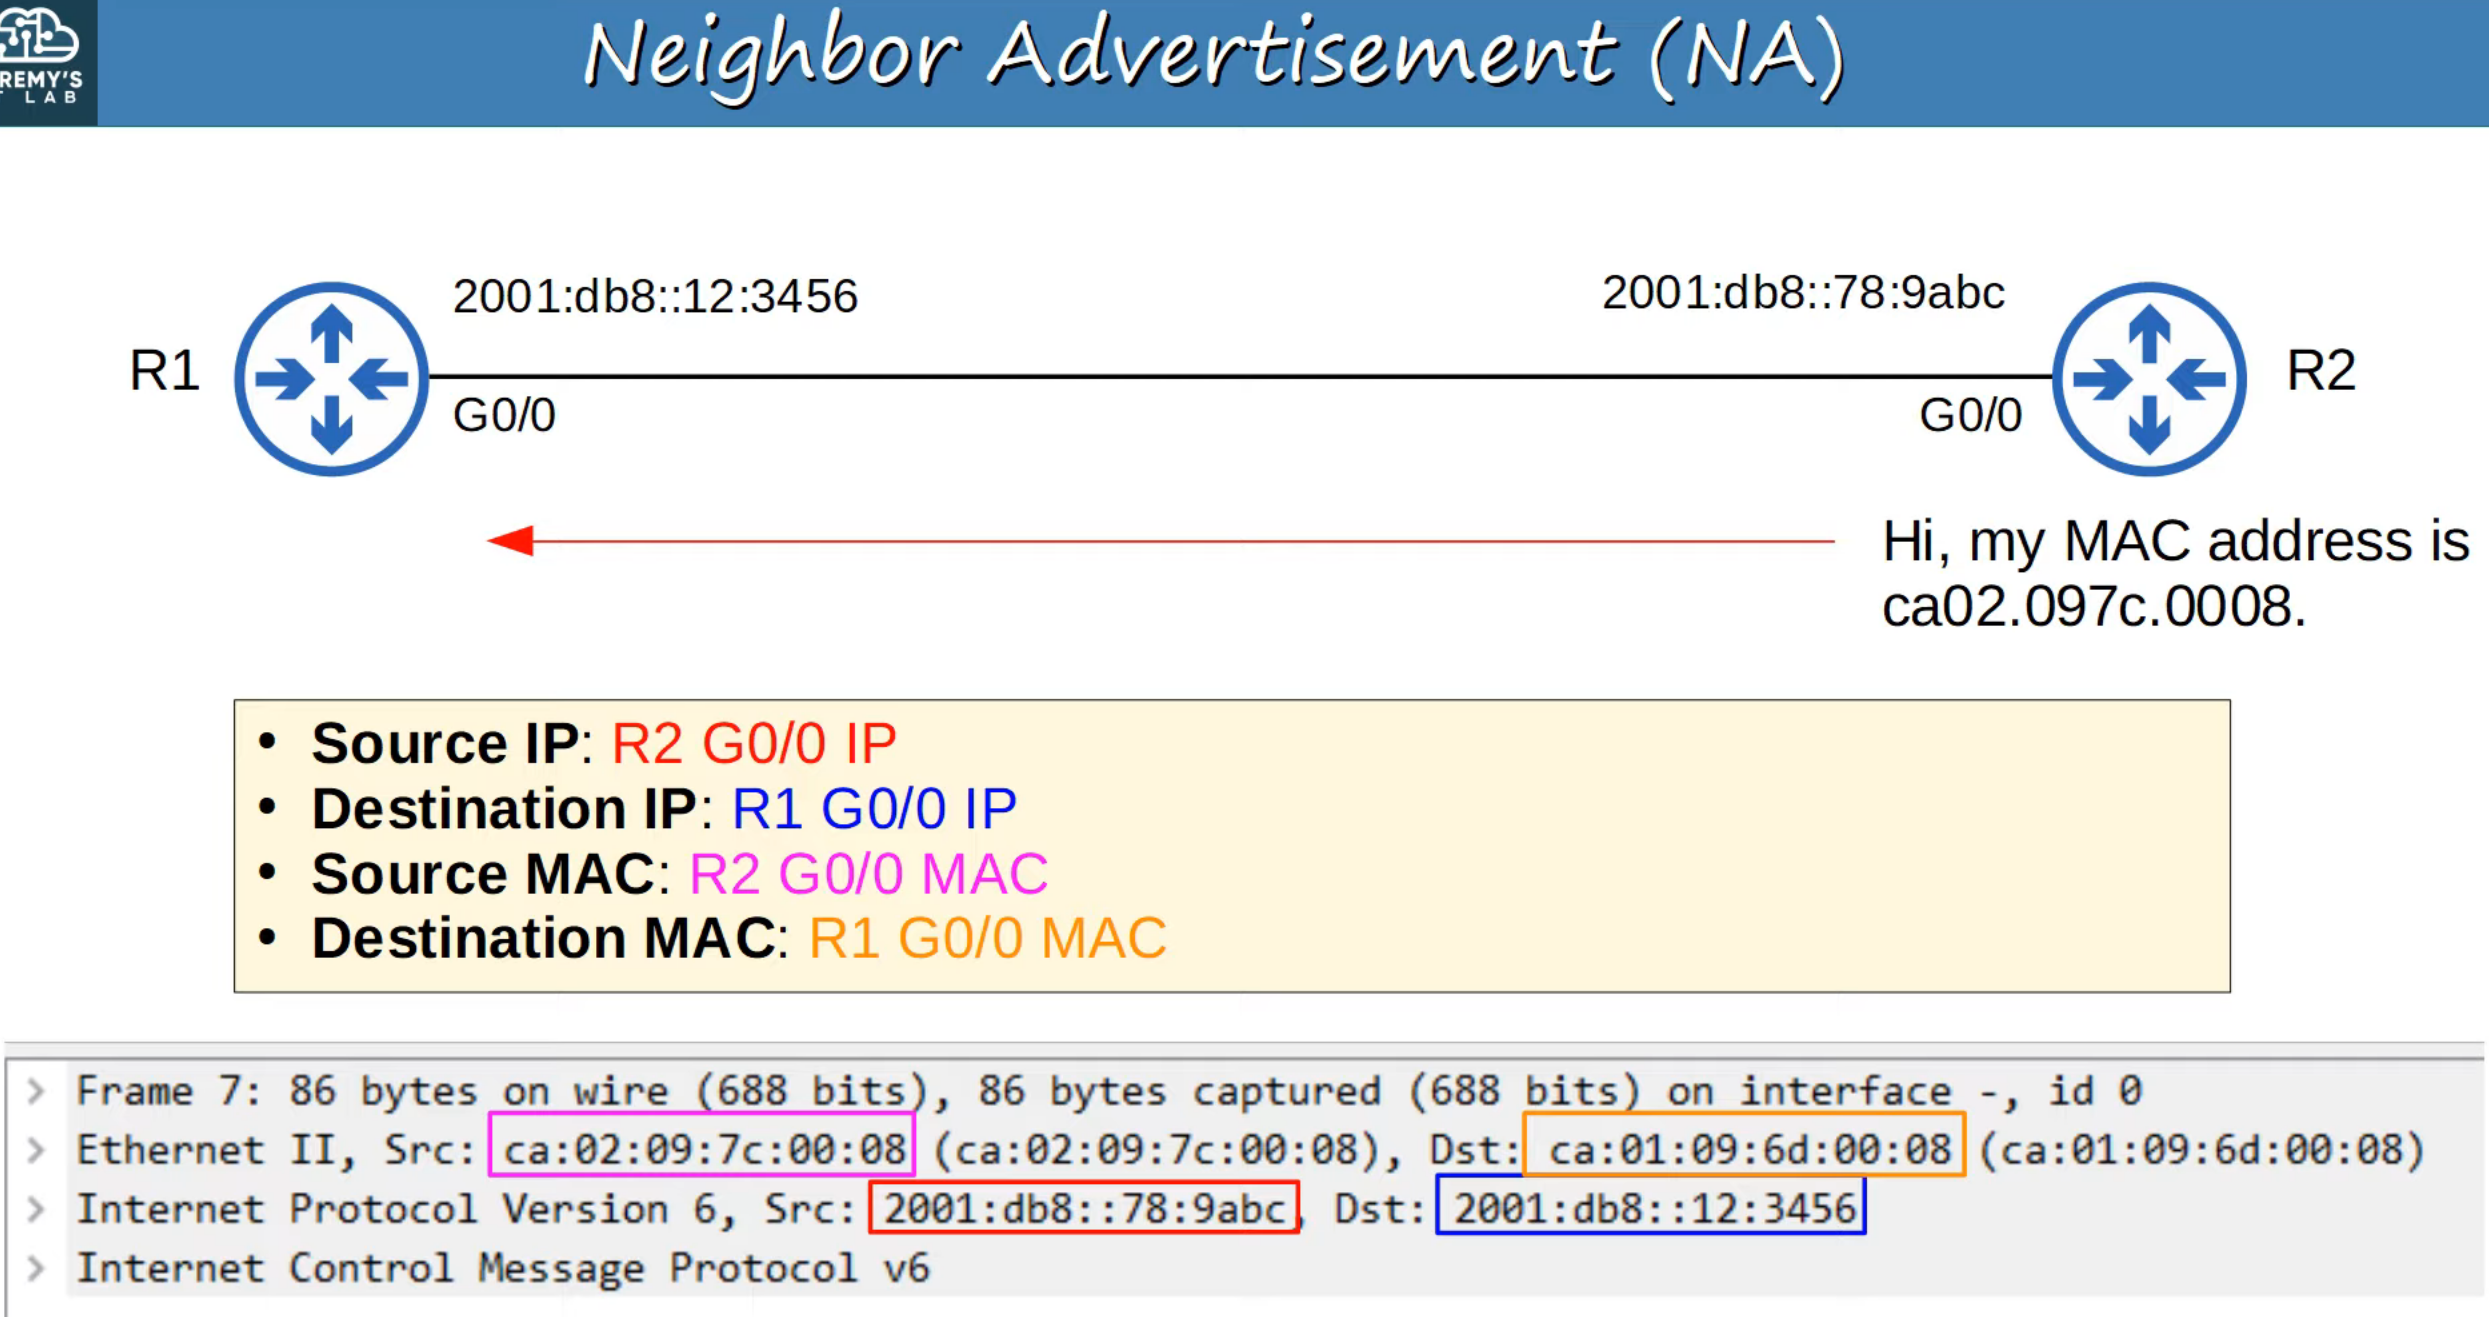 Neighbor Advertisement (NA)
REMY'S
LAB
2001:db8::12:3456
2001:db8::78:9abc
R1
R2
G0/0
G0/0
Hi, my MAC address is
ca02.097c.0008.
• Source IP: R2 G0/0 IP
• Destination IP: R1 G0/0 IP
• Source MAC: R2 G0/0 MAC
• Destination MAC: R1 G0/0 MAC
Frame 7: 86 bytes on wire (688 bits), 86 bytes captured (688 bits) on interface -, id 0
Ethernet II, Src: ca:02:09:7c:00:08 (ca:02:09:7c:00:08), Dst: ca:01:09:6d:00:08 (ca:01:09:6d:00:08)
Internet Protocol Version 6, Src: 2001:db8::78:9abc, Dst: 2001:db8::12:3456
Internet Control Message Protocol v6